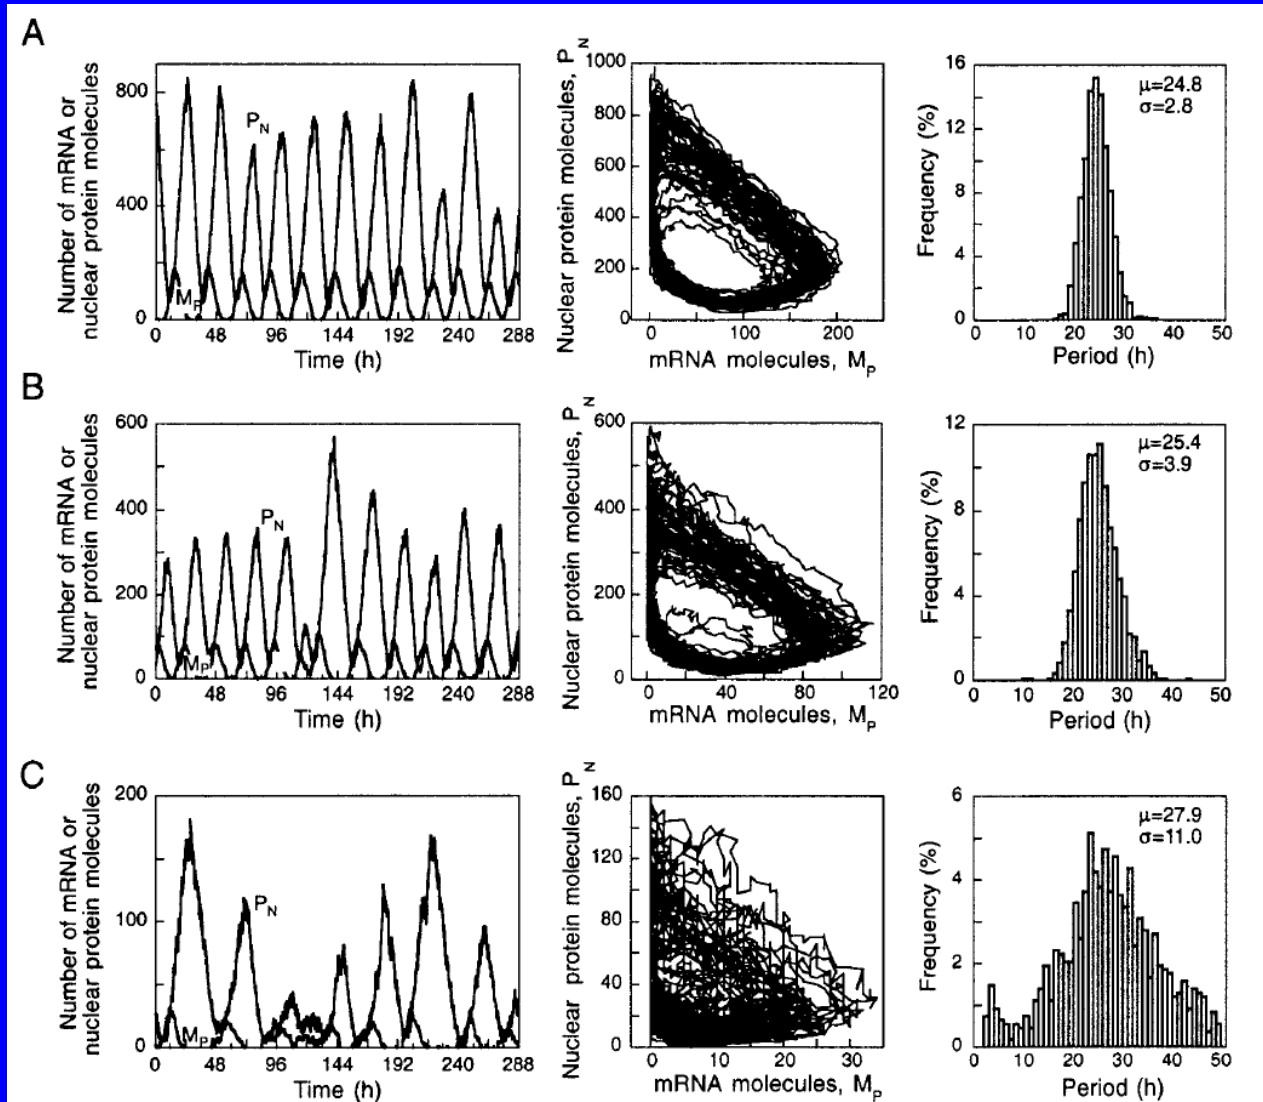 A
Number of mRNA or
nuclear protein molecules
800
400
0
P_N
M_P
0 48 96 144 192 240 288
Time (h)
Nuclear protein molecules, P_N
1000
800
600
400
200
0
0 100 200
mRNA molecules, M_P
Frequency (%)
16
12
8
4
0
μ=24.8
σ=2.8
0 10 20 30 40 50
Period (h)
B
Number of mRNA or
nuclear protein molecules
600
400
200
0
P_N
M_P
0 48 96 144 192 240 288
Time (h)
Nuclear protein molecules, P_N
600
400
200
0
0 40 80 120
mRNA molecules, M_P
Frequency (%)
12
8
4
0
μ=25.4
σ=3.9
0 10 20 30 40 50
Period (h)
C
Number of mRNA or
nuclear protein molecules
200
100
0
P_N
M_P
0 48 96 144 192 240 288
Time (h)
Nuclear protein molecules, P_N
160
120
80
40
0
0 10 20 30
mRNA molecules, M_P
Frequency (%)
6
4
2
0
μ=27.9
σ=11.0
0 10 20 30 40 50
Period (h)